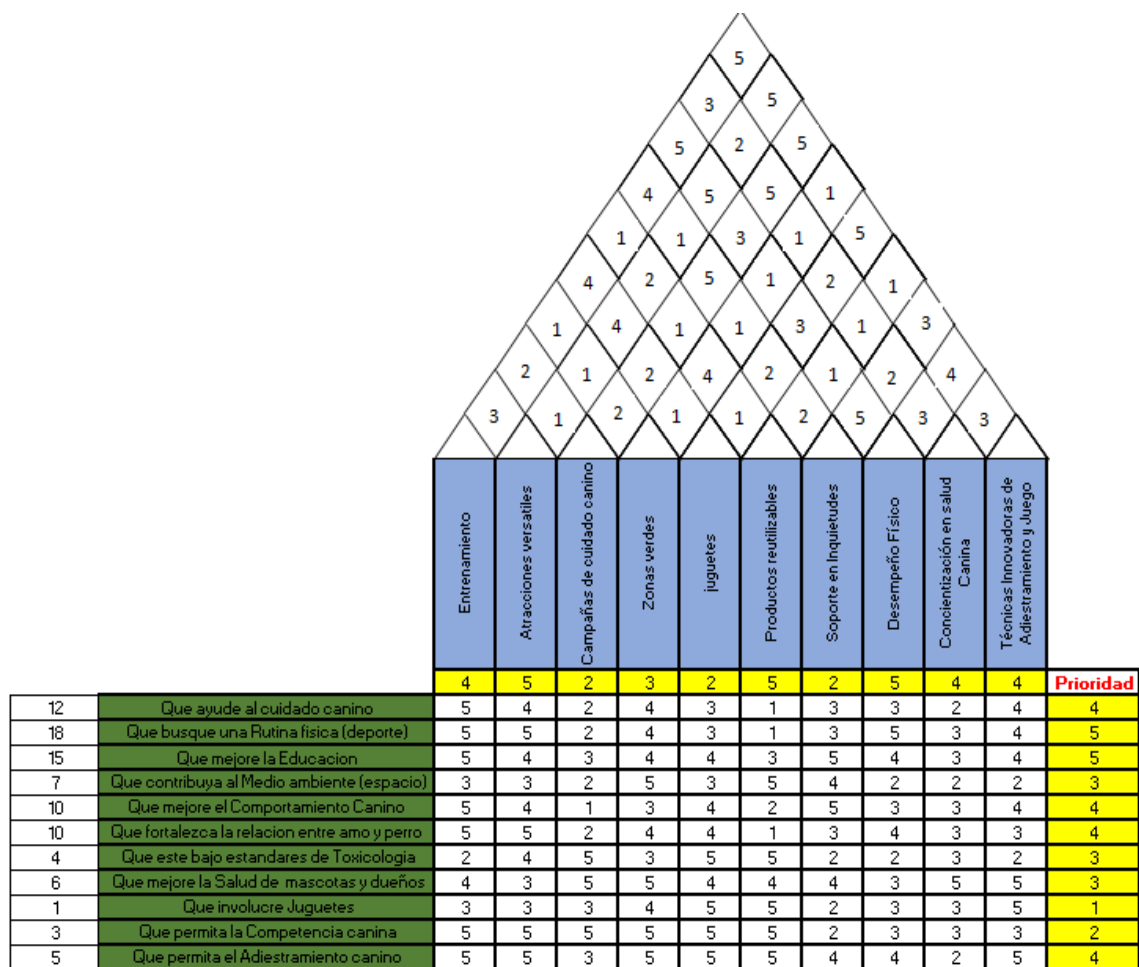 5
3 5
5 2 5
4 5 5 1
1 1 3 1 5
4 2 5 1 2 1
1 4 1 1 3 1 3
2 1 2 4 2 1 2 4
3 1 2 1 1 2 5 3 3
Entrenamiento
Atracciones versatiles
Campañas de cuidado canino
Zonas verdes
juguetes
Productos reutilizables
Soporte en Inquietudes
Desempeño Físico
Concientización en salud
Canina
Técnicas Innovadoras de
Adiestramiento y Juego
4 5 2 3 2 5 2 5 4 4 Prioridad
12 Que ayude al cuidado canino 5 4 2 4 3 1 3 3 2 4 4
18 Que busque una Rutina fisica (deporte) 5 5 2 4 3 1 3 5 3 4 5
15 Que mejore la Educacion 5 4 3 4 4 3 5 4 3 4 5
7 Que contribuya al Medio ambiente (espacio) 3 3 2 5 3 5 4 2 2 2 3
10 Que mejore el Comportamiento Canino 5 4 1 3 4 2 5 3 3 4 4
10 Que fortalezca la relacion entre amo y perro 5 5 2 4 4 1 3 4 3 3 4
4 Que este bajo estandares de Toxicologia 2 4 5 3 5 5 2 2 3 2 3
6 Que mejore la Salud de mascotas y dueños 4 3 5 5 4 4 4 3 5 5 3
1 Que involucre Juguetes 3 3 3 4 5 5 2 3 3 5 1
3 Que permita la Competencia canina 5 5 5 5 5 5 2 3 3 3 2
5 Que permita el Adiestramiento canino 5 5 3 5 5 5 4 4 2 5 4